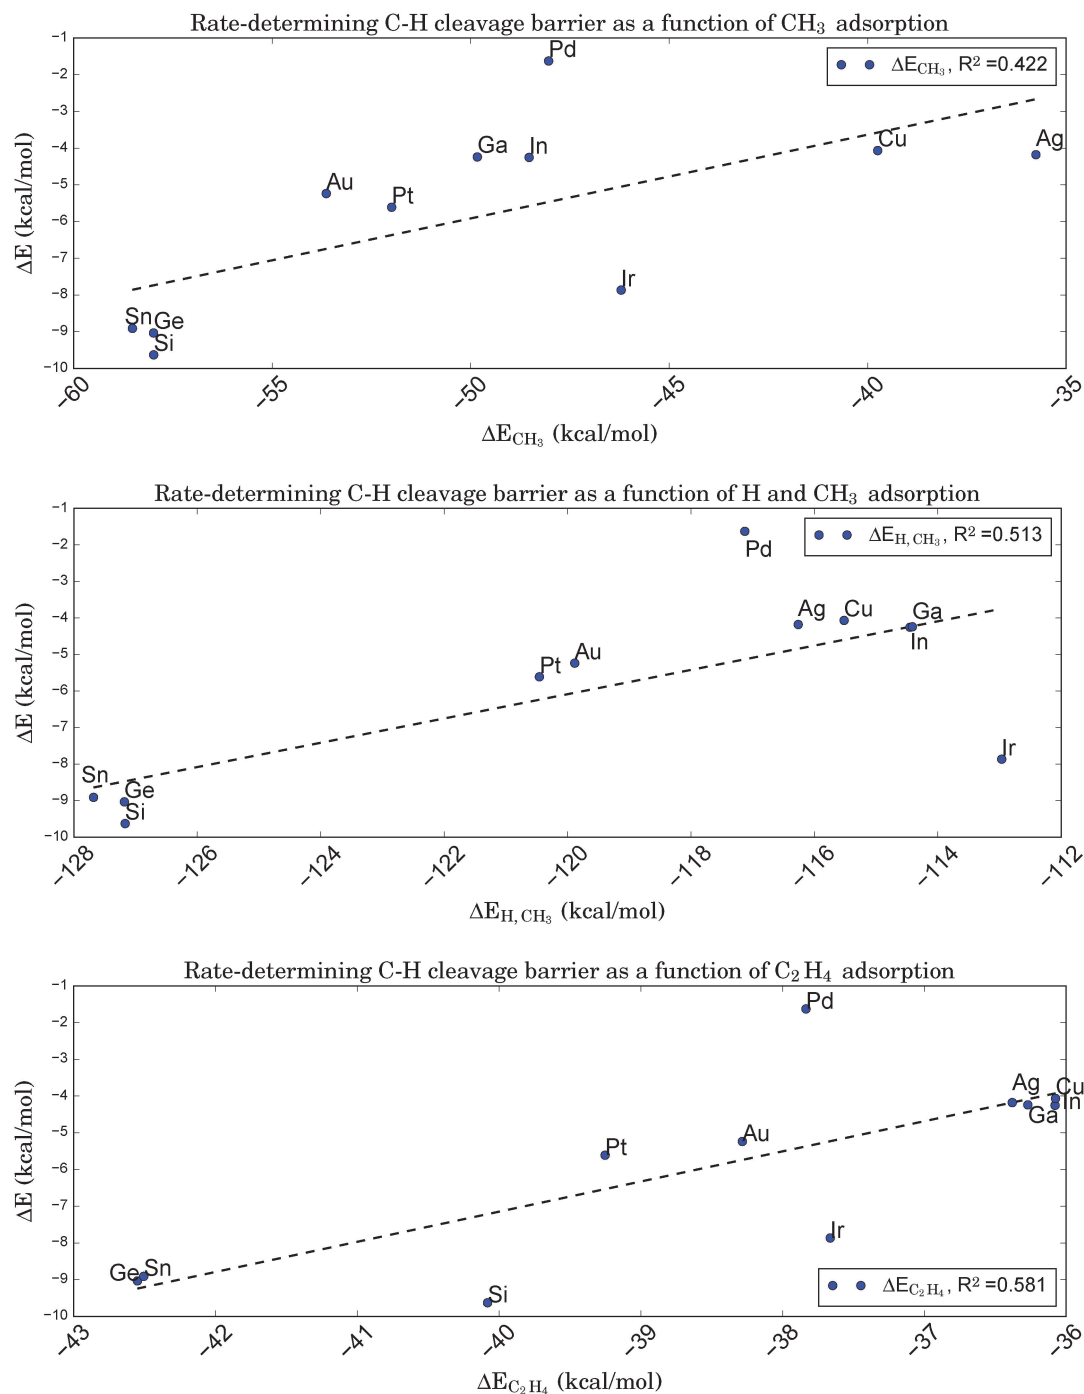 Rate-determining C-H cleavage barrier as a function of CH₃ adsorption
ΔE_CH₃, R²=0.422
ΔE (kcal/mol)
−1
−2
−3
−4
−5
−6
−7
−8
−9
−10
Pd
Ga
In
Cu
Ag
Au
Pt
Ir
Sn
Ge
Si
−60
−55
−50
−45
−40
−35
ΔE_CH₃ (kcal/mol)
Rate-determining C-H cleavage barrier as a function of H and CH₃ adsorption
ΔE_H,CH₃, R²=0.513
ΔE (kcal/mol)
−1
−2
−3
−4
−5
−6
−7
−8
−9
−10
Pd
Ag
Cu
Ga
In
Pt
Au
Ir
Sn
Ge
Si
−128
−126
−124
−122
−120
−118
−116
−114
−112
ΔE_H,CH₃ (kcal/mol)
Rate-determining C-H cleavage barrier as a function of C₂H₄ adsorption
ΔE (kcal/mol)
−1
−2
−3
−4
−5
−6
−7
−8
−9
−10
Pd
Ag
Cu
Ga
In
Pt
Au
Ir
Ge
Sn
Si
ΔE_C₂H₄, R²=0.581
−43
−42
−41
−40
−39
−38
−37
−36
ΔE_C₂H₄ (kcal/mol)